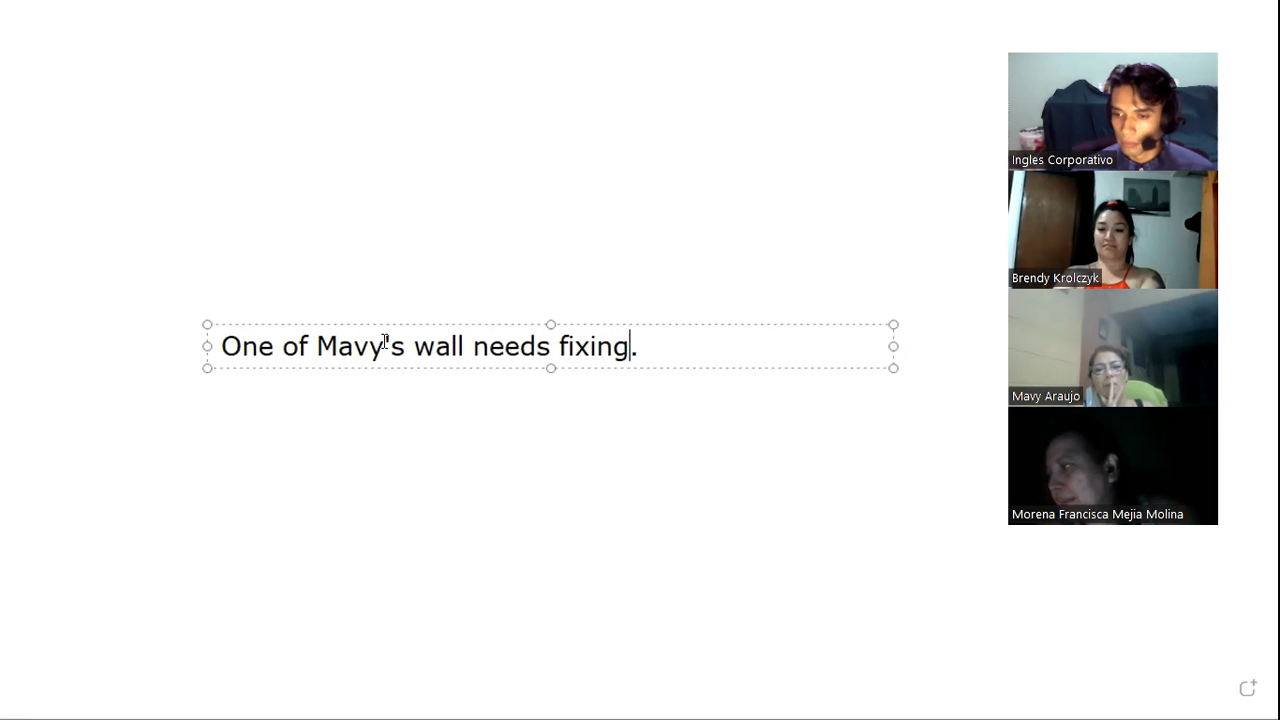 Ingles Corporativo
Brendy Krolczyk
One of Mavy's wall needs fixing.
Mavy Araujo
Morena Francisca Mejia Molina